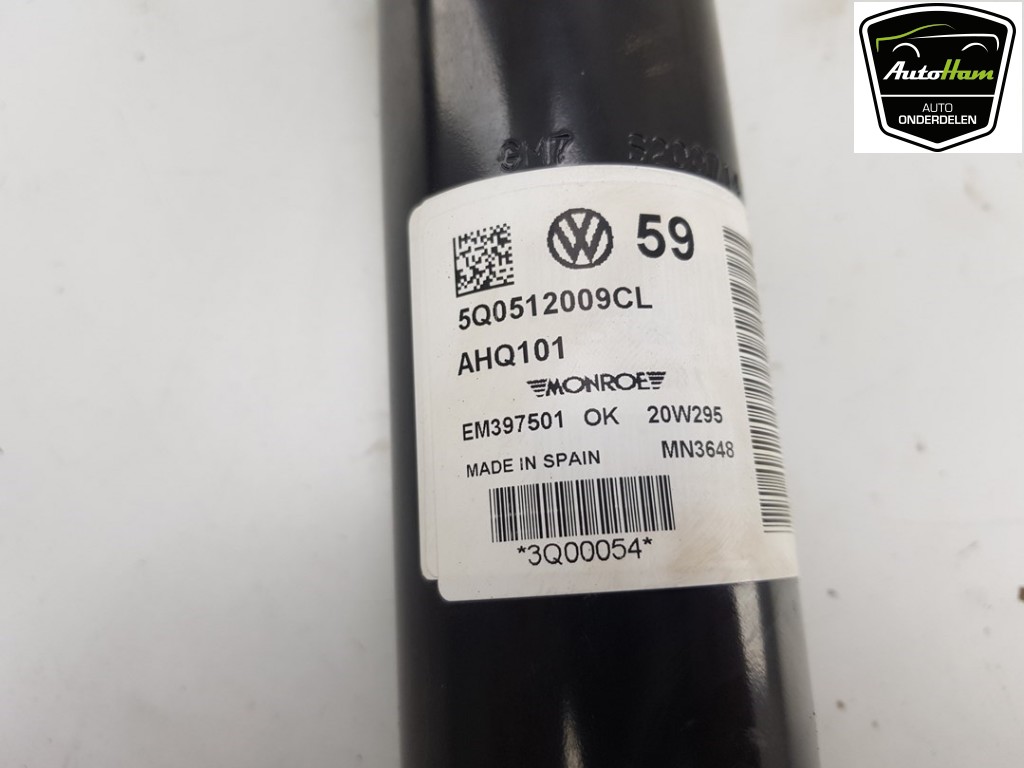 AutoHam
AUTO
ONDERDELEN
59
5Q0512009CL
AHQ101
MONROE
EM397501 OK 20W295
MADE IN SPAIN MN3648
*3Q00054*